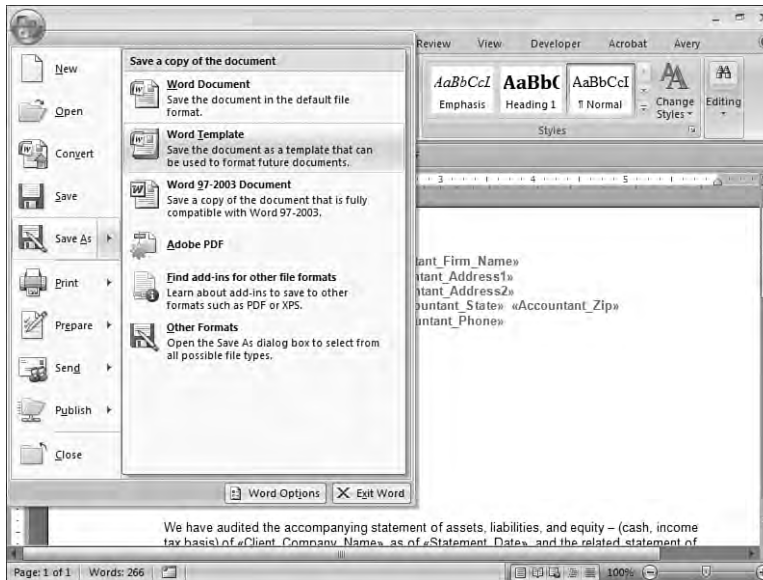 Review View Developer Acrobat Avery
New
Open
Convert
Save
Save As
Print
Prepare
Send
Publish
Close
Save a copy of the document
Word Document
Save the document in the default file
format.
Word Template
Save the document as a template that can
be used to format future documents.
Word 97-2003 Document
Save a copy of the document that is fully
compatible with Word 97-2003.
Adobe PDF
Find add-ins for other file formats
Learn about add-ins to save to other
formats such as PDF or XPS.
Other Formats
Open the Save As dialog box to select from
all possible file types.
Word Options Exit Word
AaBbCcI AaBb( AaBbCcI
Emphasis Heading 1 ¶ Normal
Change
Styles
Editing
Styles
3 4 5
tant_Firm_Name»
ntant_Address1»
ntant_Address2»
ountant_State» «Accountant_Zip»
untant_Phone»
We have audited the accompanying statement of assets, liabilities, and equity – (cash, income
tax basis) of «Client_Company_Name» as of «Statement_Date», and the related statement of
Page: 1 of 1 Words: 266 100%